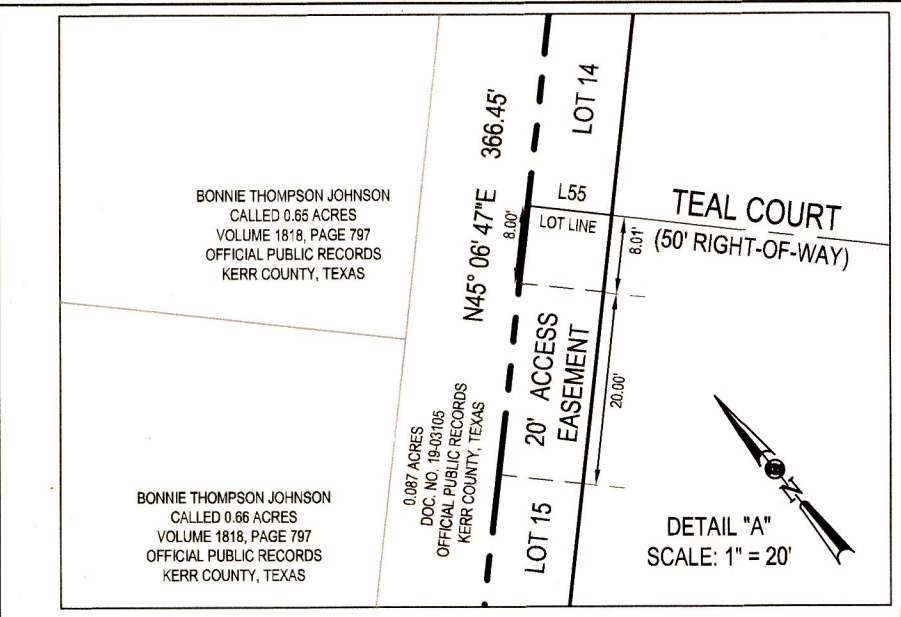 BONNIE THOMPSON JOHNSON
CALLED 0.65 ACRES
VOLUME 1818, PAGE 797
OFFICIAL PUBLIC RECORDS
KERR COUNTY, TEXAS
BONNIE THOMPSON JOHNSON
CALLED 0.66 ACRES
VOLUME 1818, PAGE 797
OFFICIAL PUBLIC RECORDS
KERR COUNTY, TEXAS
0.087 ACRES
DOC. NO. 19-03105
OFFICIAL PUBLIC RECORDS
KERR COUNTY, TEXAS
N45° 06' 47"E 366.45'
8.00'
LOT 14
L55
LOT LINE
8.01'
TEAL COURT
(50' RIGHT-OF-WAY)
20' ACCESS
EASEMENT
20.00'
LOT 15
N
DETAIL "A"
SCALE: 1" = 20'